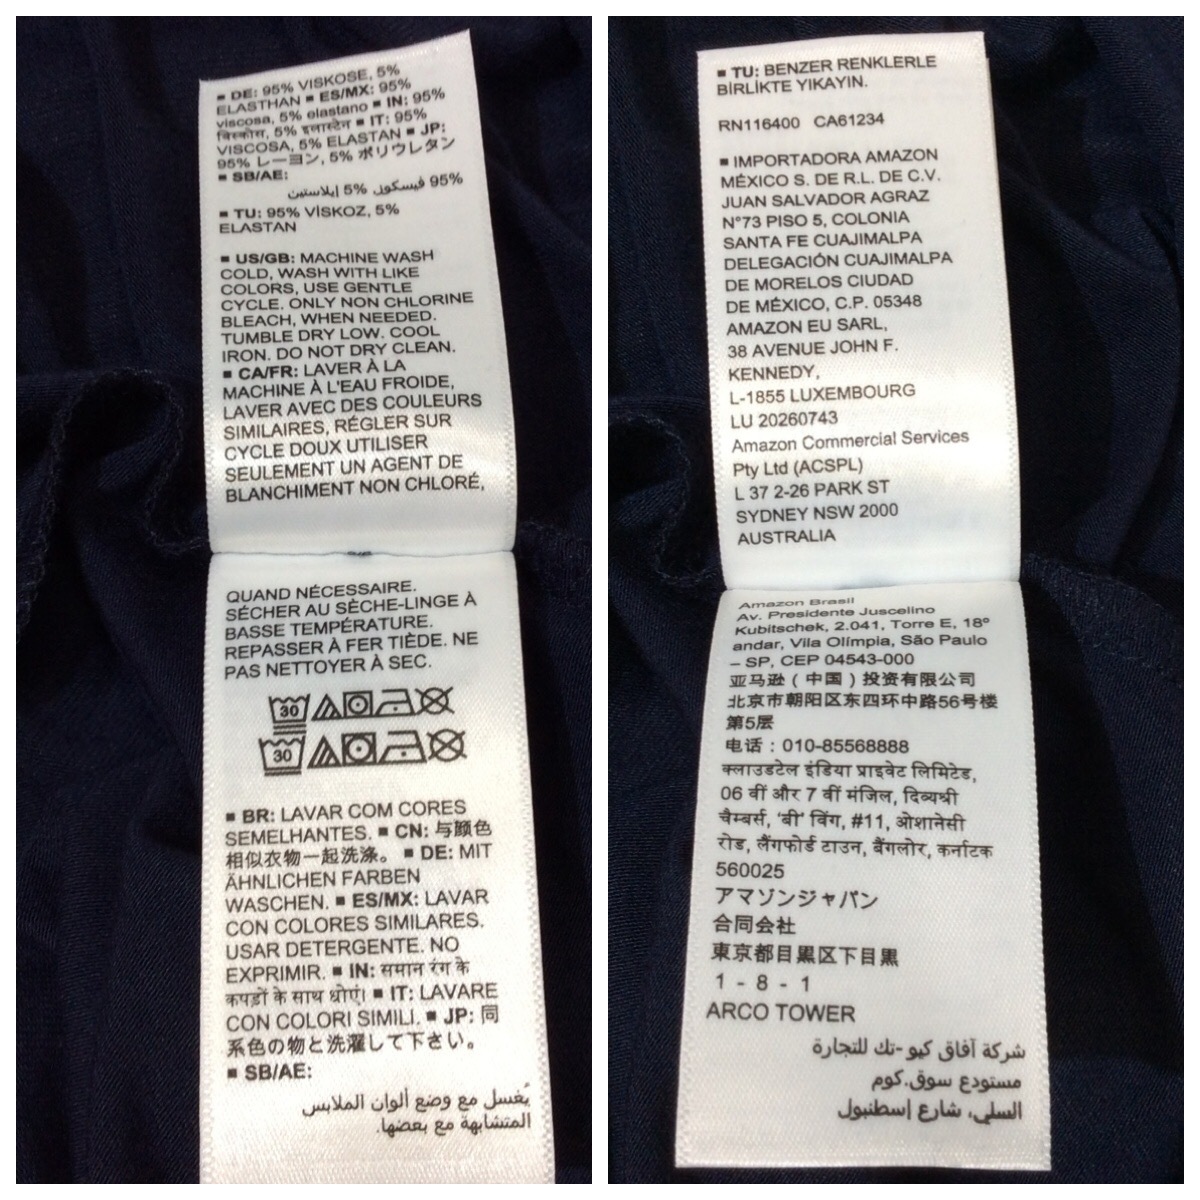 ■ DE: 95% VISKOSE, 5%
ELASTHAN ■ ES/MX: 95%
viscosa, 5% elastano ■ IN: 95%
विस्कोस, 5% इलास्टेन ■ IT: 95%
VISCOSA, 5% ELASTAN ■ JP:
95% レーヨン, 5% ポリウレタン
■ SB/AE:
95% فيسكول, 5% إيلاستين
■ TU: 95% VİSKOZ, 5%
ELASTAN
■ US/GB: MACHINE WASH
COLD, WASH WITH LIKE
COLORS, USE GENTLE
CYCLE. ONLY NON CHLORINE
BLEACH, WHEN NEEDED.
TUMBLE DRY LOW. COOL
IRON. DO NOT DRY CLEAN.
■ CA/FR: LAVER À LA
MACHINE À L'EAU FROIDE,
LAVER AVEC DES COULEURS
SIMILAIRES, RÉGLER SUR
CYCLE DOUX UTILISER
SEULEMENT UN AGENT DE
BLANCHIMENT NON CHLORÉ,
QUAND NÉCESSAIRE.
SÉCHER AU SÈCHE-LINGE À
BASSE TEMPÉRATURE.
REPASSER À FER TIÈDE. NE
PAS NETTOYER À SEC.
30
30
■ BR: LAVAR COM CORES
SEMELHANTES. ■ CN: 与颜色
相似衣物一起洗涤。 ■ DE: MIT
ÄHNLICHEN FARBEN
WASCHEN. ■ ES/MX: LAVAR
CON COLORES SIMILARES.
USAR DETERGENTE. NO
EXPRIMIR. ■ IN: समान रंग के
कपड़ों के साथ धोएं। ■ IT: LAVARE
CON COLORI SIMILI. ■ JP: 同
系色の物と洗濯して下さい。
■ SB/AE:
يُغسل مع وضع ألوان الملابس
المتشابهة مع بعضها.
■ TU: BENZER RENKLERLE
BİRLİKTE YIKAYIN.
RN116400 CA61234
■ IMPORTADORA AMAZON
MÉXICO S. DE R.L. DE C.V.
JUAN SALVADOR AGRAZ
N°73 PISO 5, COLONIA
SANTA FE CUAJIMALPA
DELEGACIÓN CUAJIMALPA
DE MORELOS CIUDAD
DE MÉXICO, C.P. 05348
AMAZON EU SARL,
38 AVENUE JOHN F.
KENNEDY,
L-1855 LUXEMBOURG
LU 20260743
Amazon Commercial Services
Pty Ltd (ACSPL)
L 37 2-26 PARK ST
SYDNEY NSW 2000
AUSTRALIA
Amazon Brasil
Av. Presidente Juscelino
Kubitschek, 2.041, Torre E, 18º
andar, Vila Olímpia, São Paulo
– SP, CEP 04543-000
亚马逊（中国）投资有限公司
北京市朝阳区东四环中路56号楼
第5层
电话：010-85568888
क्लाउडटेल इंडिया प्राइवेट लिमिटेड,
06 वीं और 7 वीं मंजिल, दिव्यश्री
चैम्बर्स, 'बी' विंग, #11, ओशानेसी
रोड, लैंगफोर्ड टाउन, बैंगलोर, कर्नाटक
560025
アマゾンジャパン
合同会社
東京都目黒区下目黒
1 - 8 - 1
ARCO TOWER
شركة آفاق كيو-تك للتجارة
مستودع سوق.كوم
السلي، شارع إسطنبول